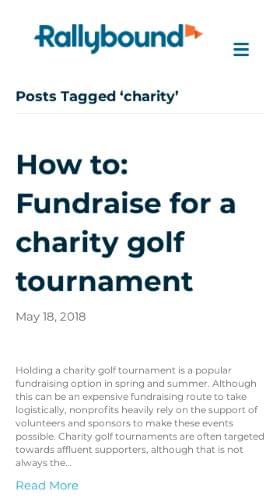 Rallybound
Posts Tagged ‘charity’
How to:
Fundraise for a
charity golf
tournament
May 18, 2018
Holding a charity golf tournament is a popular
fundraising option in spring and summer. Although
this can be an expensive fundraising route to take
logistically, nonprofits heavily rely on the support of
volunteers and sponsors to make these events
possible. Charity golf tournaments are often targeted
towards affluent supporters, although that is not
always the...
Read More